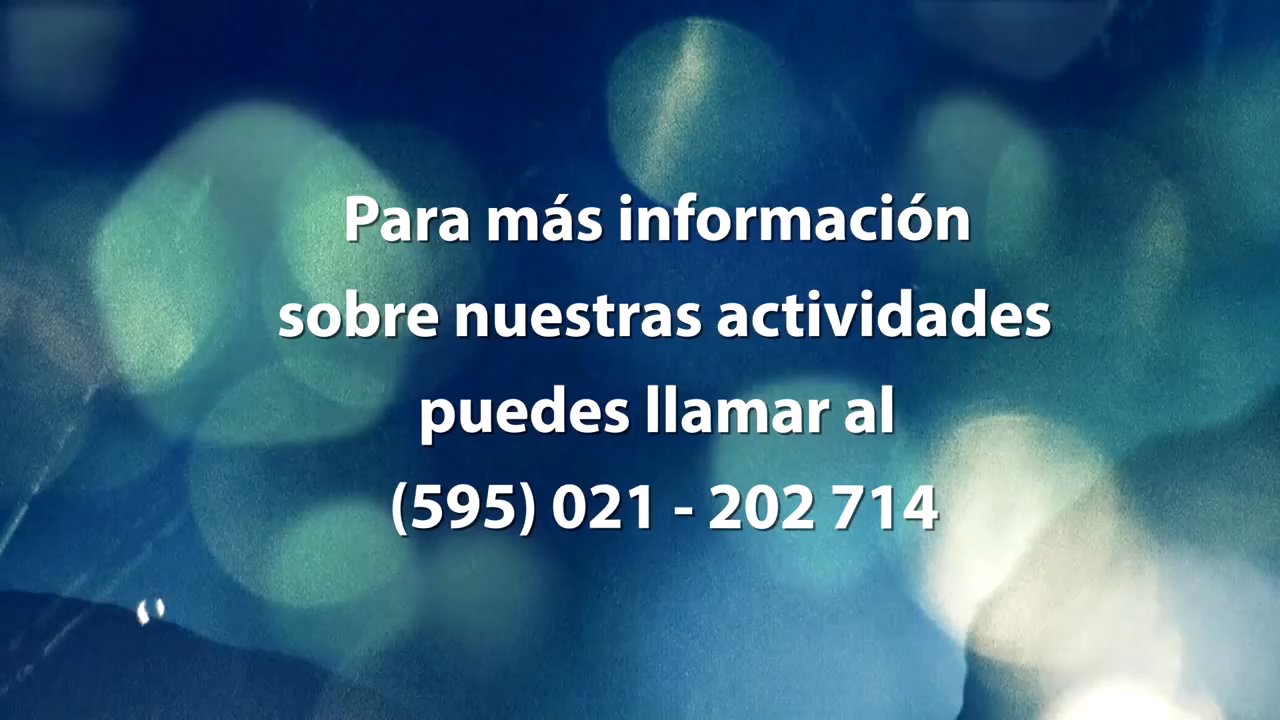 Para más información
sobre nuestras actividades
puedes llamar al
(595) 021 - 202 714